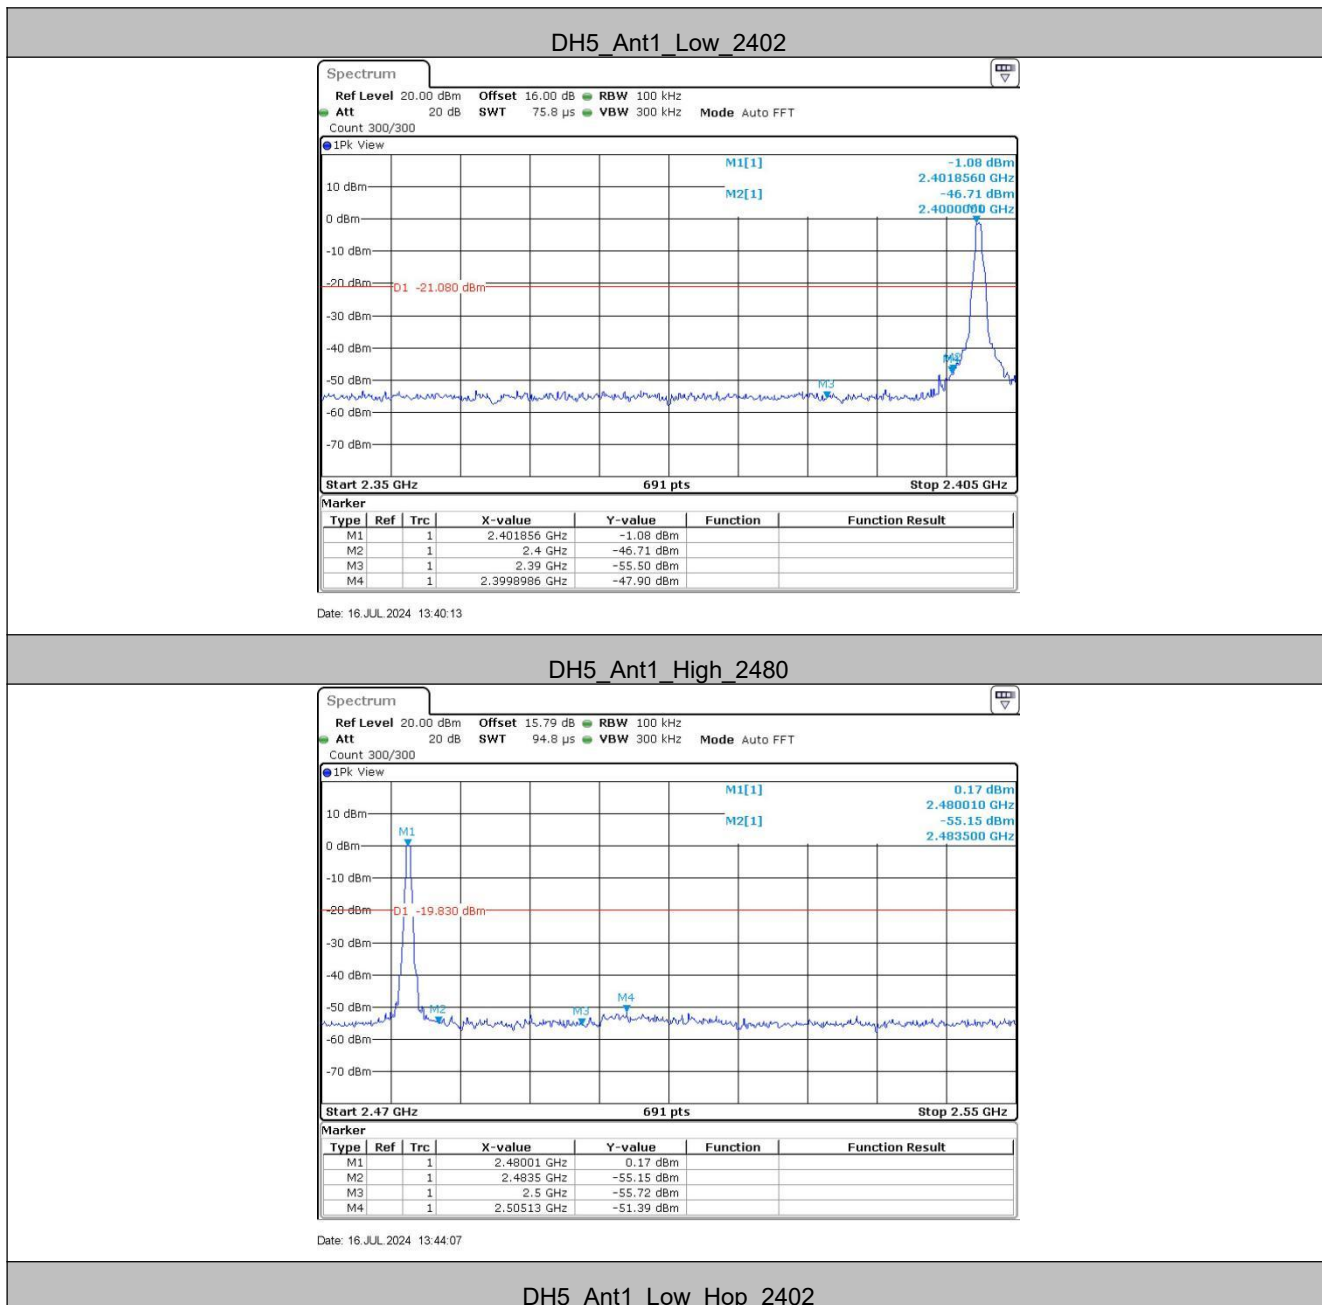 DH5_Ant1_Low_2402
Spectrum
Ref Level 20.00 dBm Offset 16.00 dB RBW 100 kHz
Att 20 dB SWT 75.8 µs VBW 300 kHz Mode Auto FFT
Count 300/300
1Pk View
M1[1] -1.08 dBm
2.4018560 GHz
M2[1] -46.71 dBm
2.4000000 GHz
M1
10 dBm
0 dBm
-10 dBm
-20 dBm
D1 -21.080 dBm
-30 dBm
-40 dBm
-50 dBm
M3
-60 dBm
-70 dBm
Start 2.35 GHz 691 pts Stop 2.405 GHz
Marker
Type Ref Trc X-value Y-value Function Function Result
M1 1 2.401856 GHz -1.08 dBm
M2 1 2.4 GHz -46.71 dBm
M3 1 2.39 GHz -55.50 dBm
M4 1 2.3998986 GHz -47.90 dBm
Date: 16.JUL.2024 13:40:13
DH5_Ant1_High_2480
Spectrum
Ref Level 20.00 dBm Offset 15.79 dB RBW 100 kHz
Att 20 dB SWT 94.8 µs VBW 300 kHz Mode Auto FFT
Count 300/300
1Pk View
M1[1] 0.17 dBm
2.480010 GHz
M2[1] -55.15 dBm
2.483500 GHz
10 dBm
M1
0 dBm
-10 dBm
-20 dBm
D1 -19.830 dBm
-30 dBm
-40 dBm
-50 dBm
M2
M3
M4
-60 dBm
-70 dBm
Start 2.47 GHz 691 pts Stop 2.55 GHz
Marker
Type Ref Trc X-value Y-value Function Function Result
M1 1 2.48001 GHz 0.17 dBm
M2 1 2.4835 GHz -55.15 dBm
M3 1 2.5 GHz -55.72 dBm
M4 1 2.50513 GHz -51.39 dBm
Date: 16.JUL.2024 13:44:07
DH5_Ant1_Low_Hop_2402